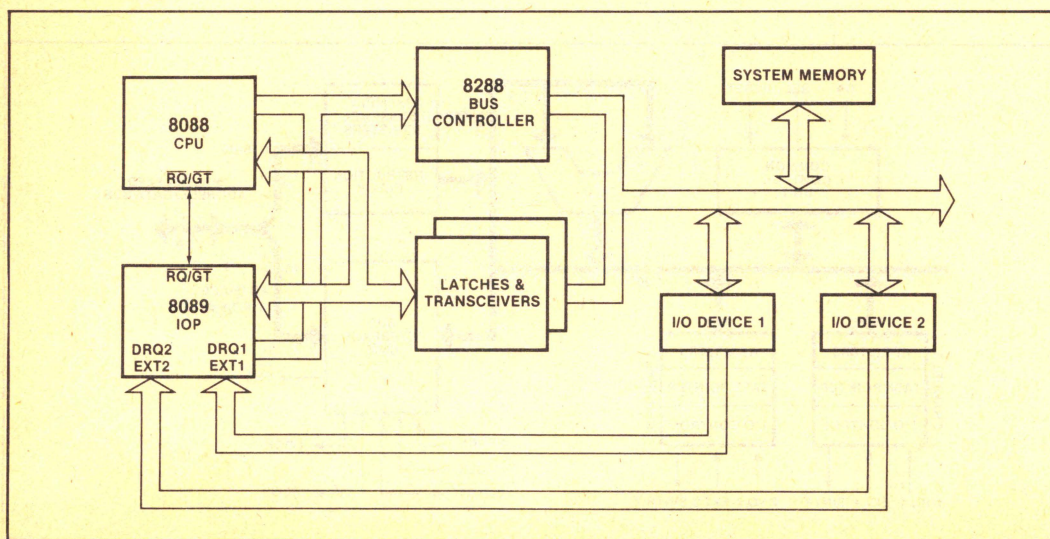 8088
CPU
RQ/GT
RQ/GT
8089
IOP
DRQ2 DRQ1
EXT2 EXT1
8288
BUS
CONTROLLER
LATCHES &
TRANSCEIVERS
SYSTEM MEMORY
I/O DEVICE 1
I/O DEVICE 2